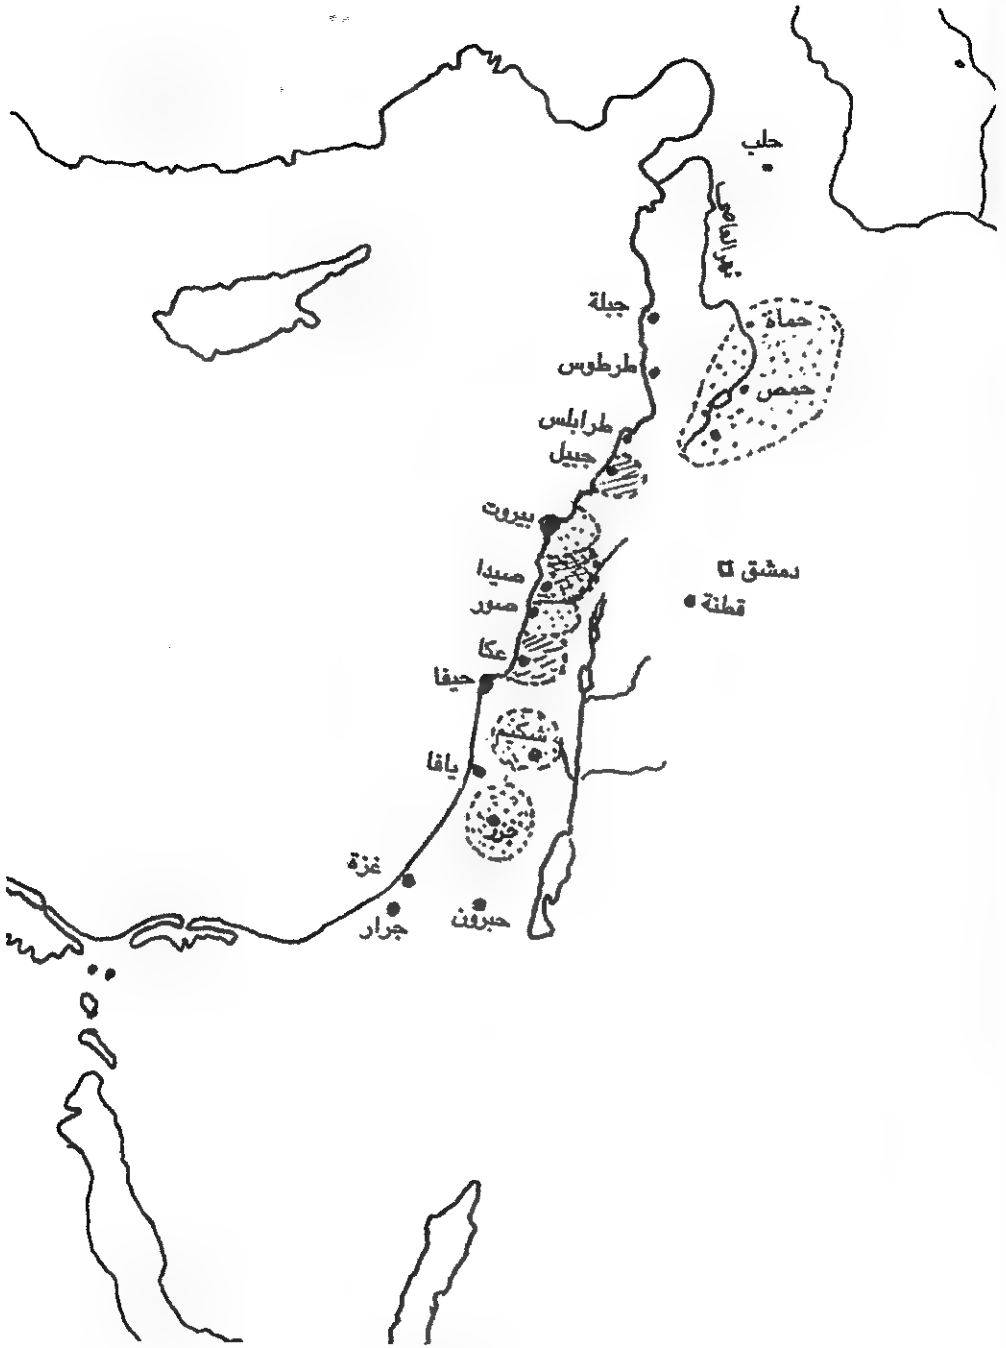 حلب
نهر العاصي
جبلة
حماة
طرطوس
حمص
طرابلس
جبيل
بيروت
صيدا
دمشق
صور
قطنة
عكا
حيفا
شكيم
يافا
جزر
غزة
حبرون
جرار